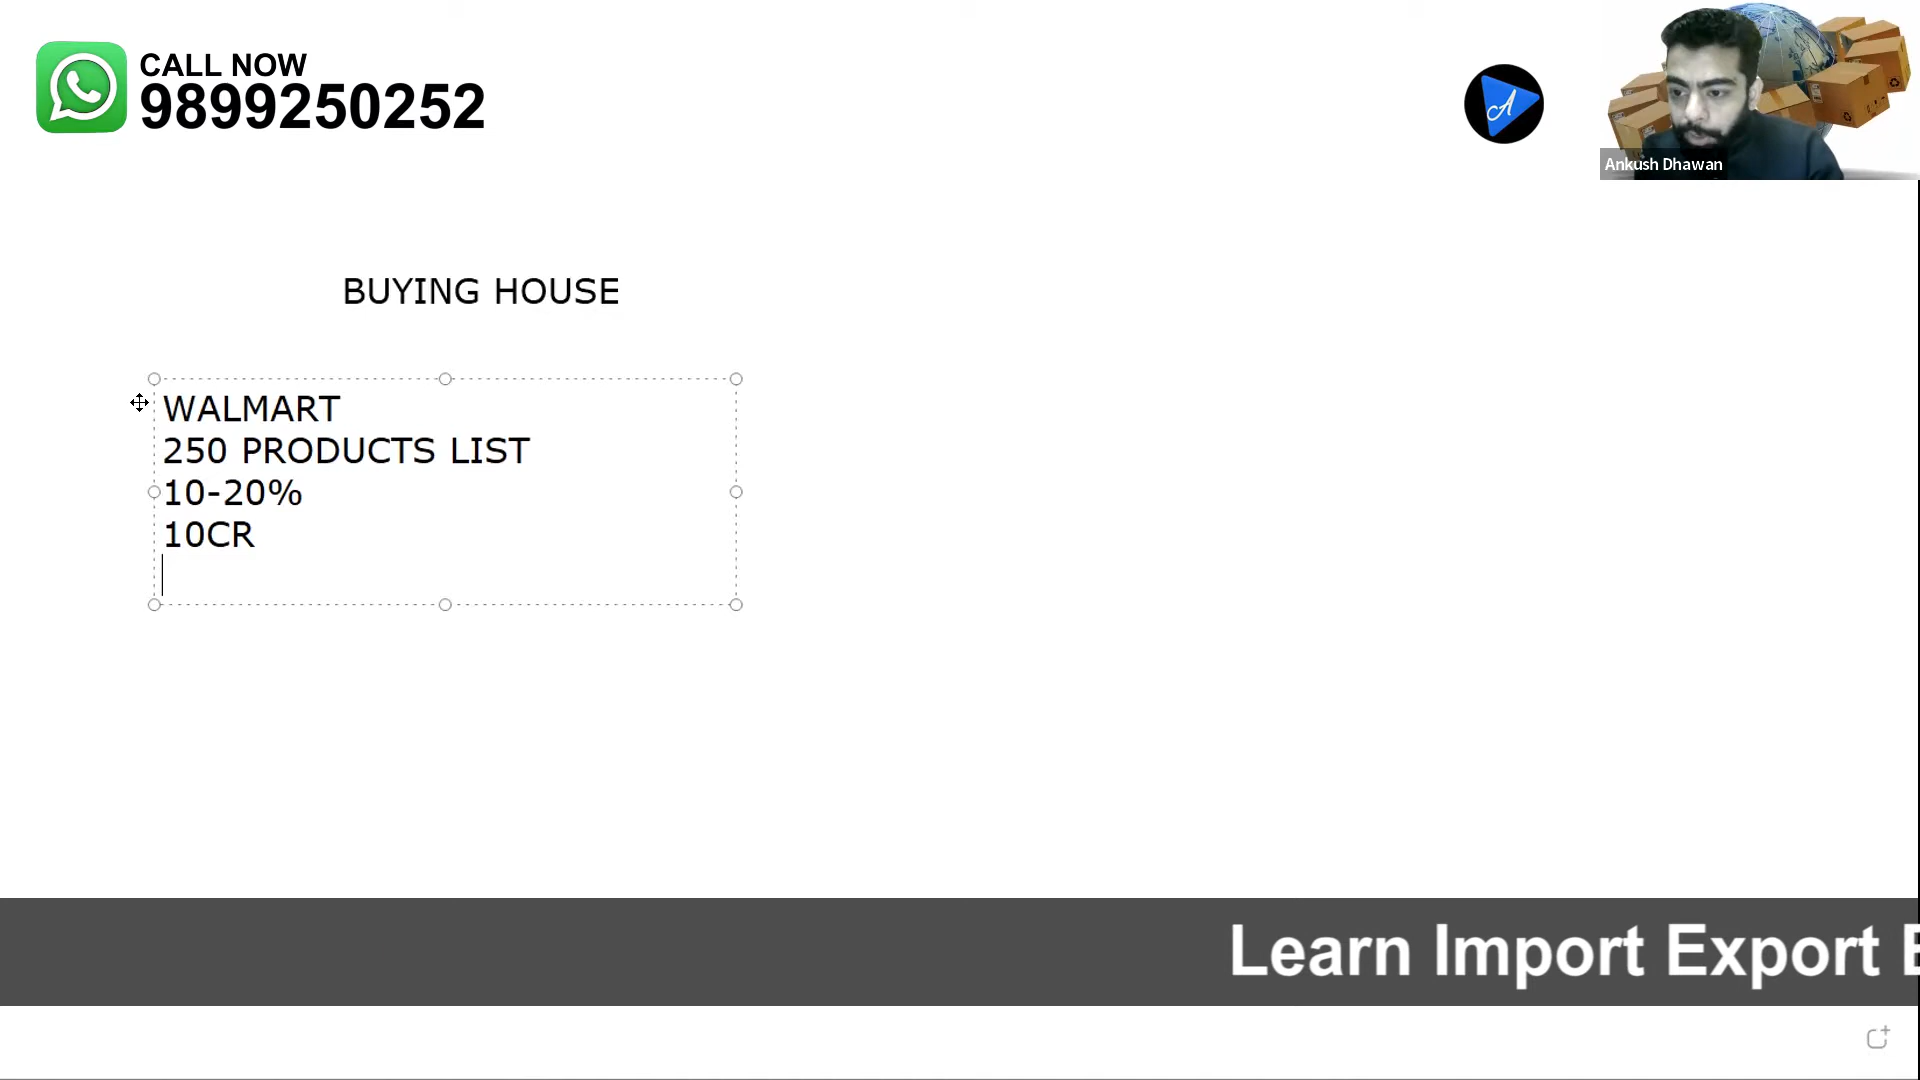 CALL NOW
9899250252
A
Ankush Dhawan
BUYING HOUSE
WALMART
250 PRODUCTS LIST
10-20%
10CR
Learn Import Export